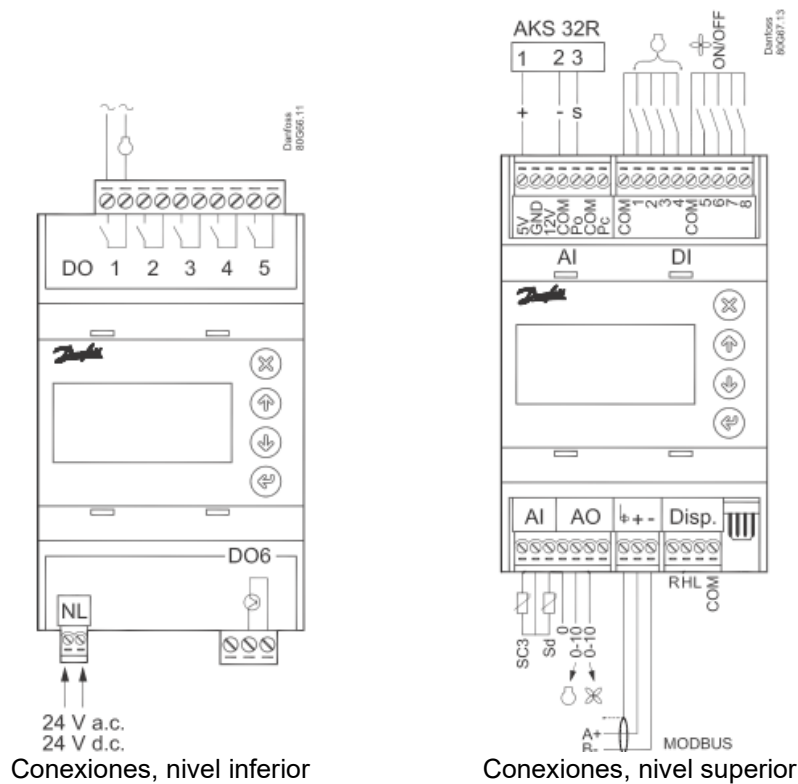 Danfoss
80G66.11
DO 1 2 3 4 5
Danfoss
DO6
NL
24 V a.c.
24 V d.c.
Conexiones, nivel inferior
AKS 32R
1 2 3
+ - s
ON/OFF
Danfoss
80G67.13
5V
GND
12V
COM
Po
COM
Pc
COM
1
2
3
4
COM
5
6
7
8
AI DI
Danfoss
AI AO + - Disp.
RHL
COM
SC3
Sd
0
0-10
0-10
A+
B-
MODBUS
Conexiones, nivel superior